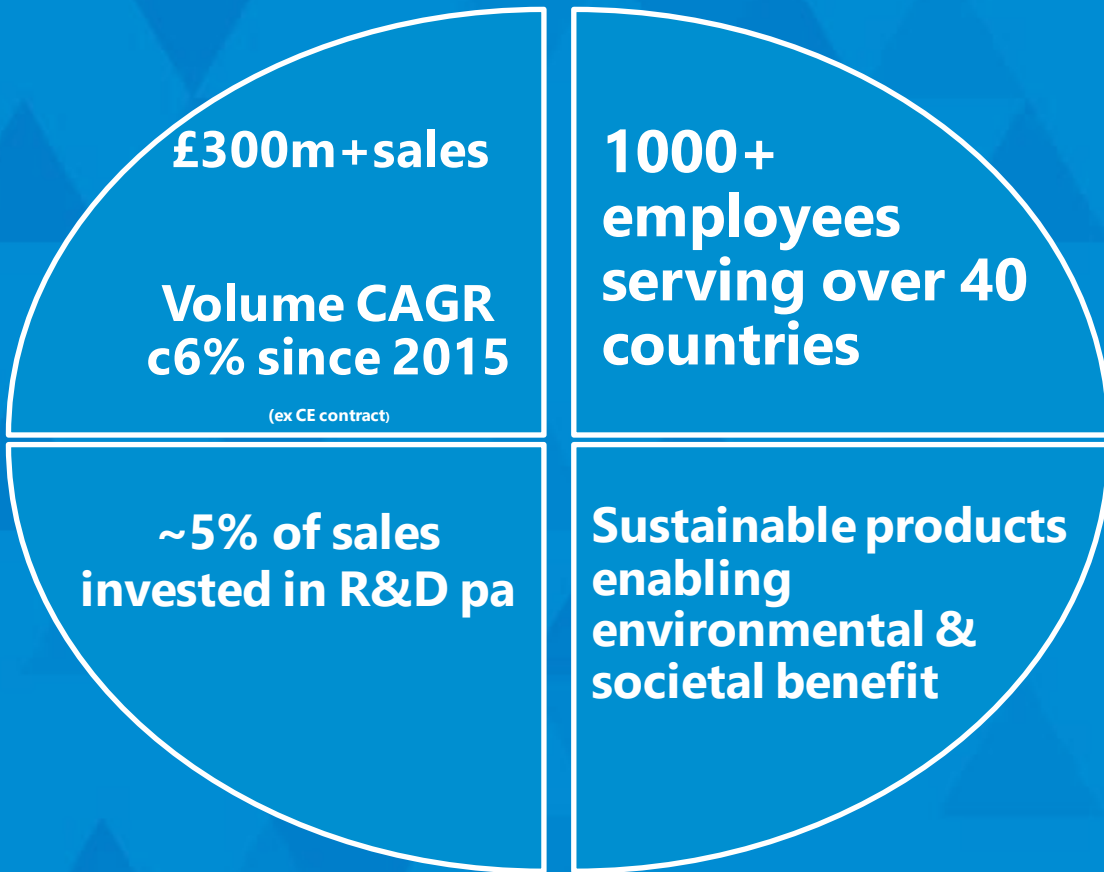 £300m+sales
Volume CAGR
c6% since 2015
(ex CE contract)
1000+
employees
serving over 40
countries
~5% of sales
invested in R&D pa
Sustainable products
enabling
environmental &
societal benefit